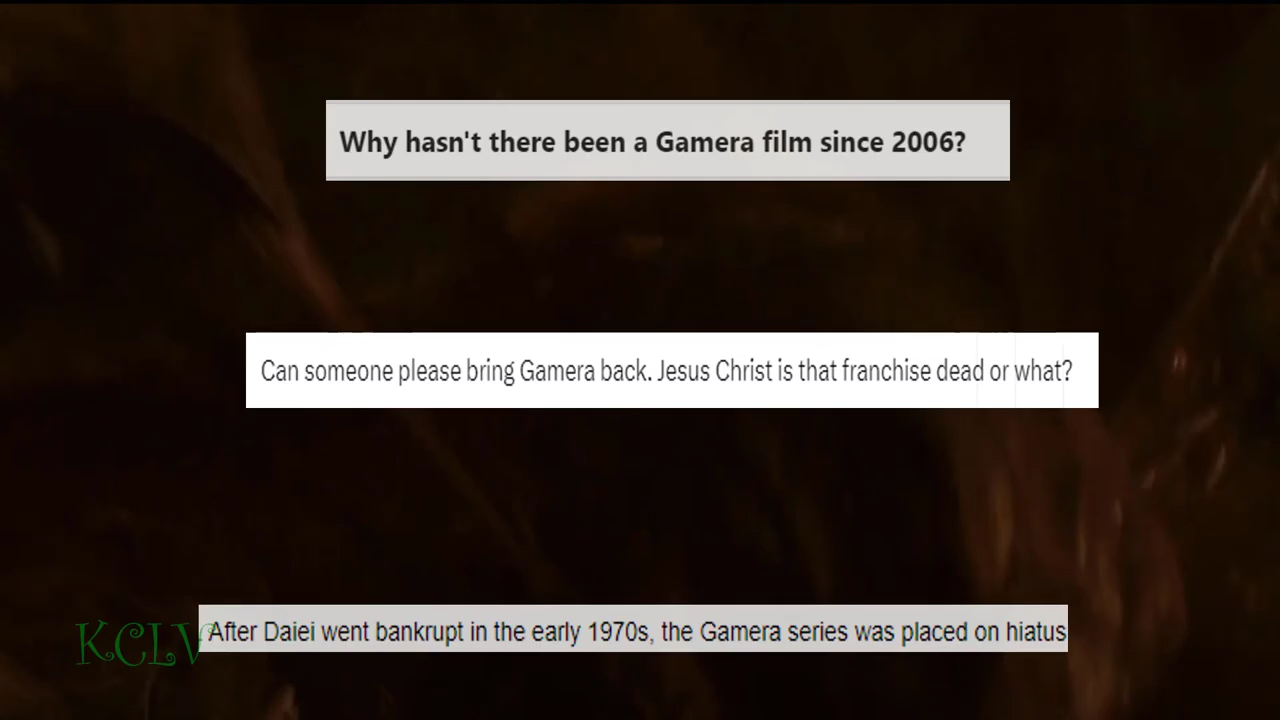 Why hasn't there been a Gamera film since 2006?
Can someone please bring Gamera back. Jesus Christ is that franchise dead or what?
KCLV
After Daiei went bankrupt in the early 1970s, the Gamera series was placed on hiatus